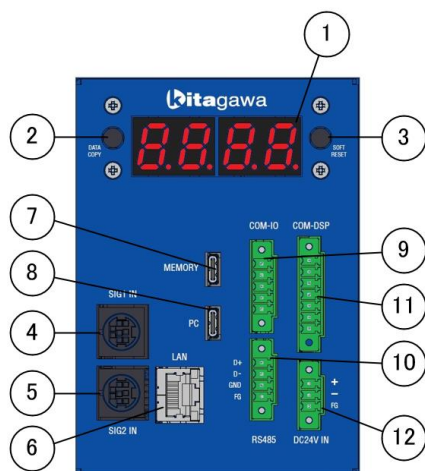 1
kitagawa
2
DATA
COPY
8.8.8.8.
SOFT
RESET
3
7
COM-IO
COM-DSP
9
MEMORY
8
SIG1 IN
PC
11
4
LAN
D+
D-
GND
FG
10
+
-
FG
5
6
SIG2 IN
RS485
DC24V IN
12